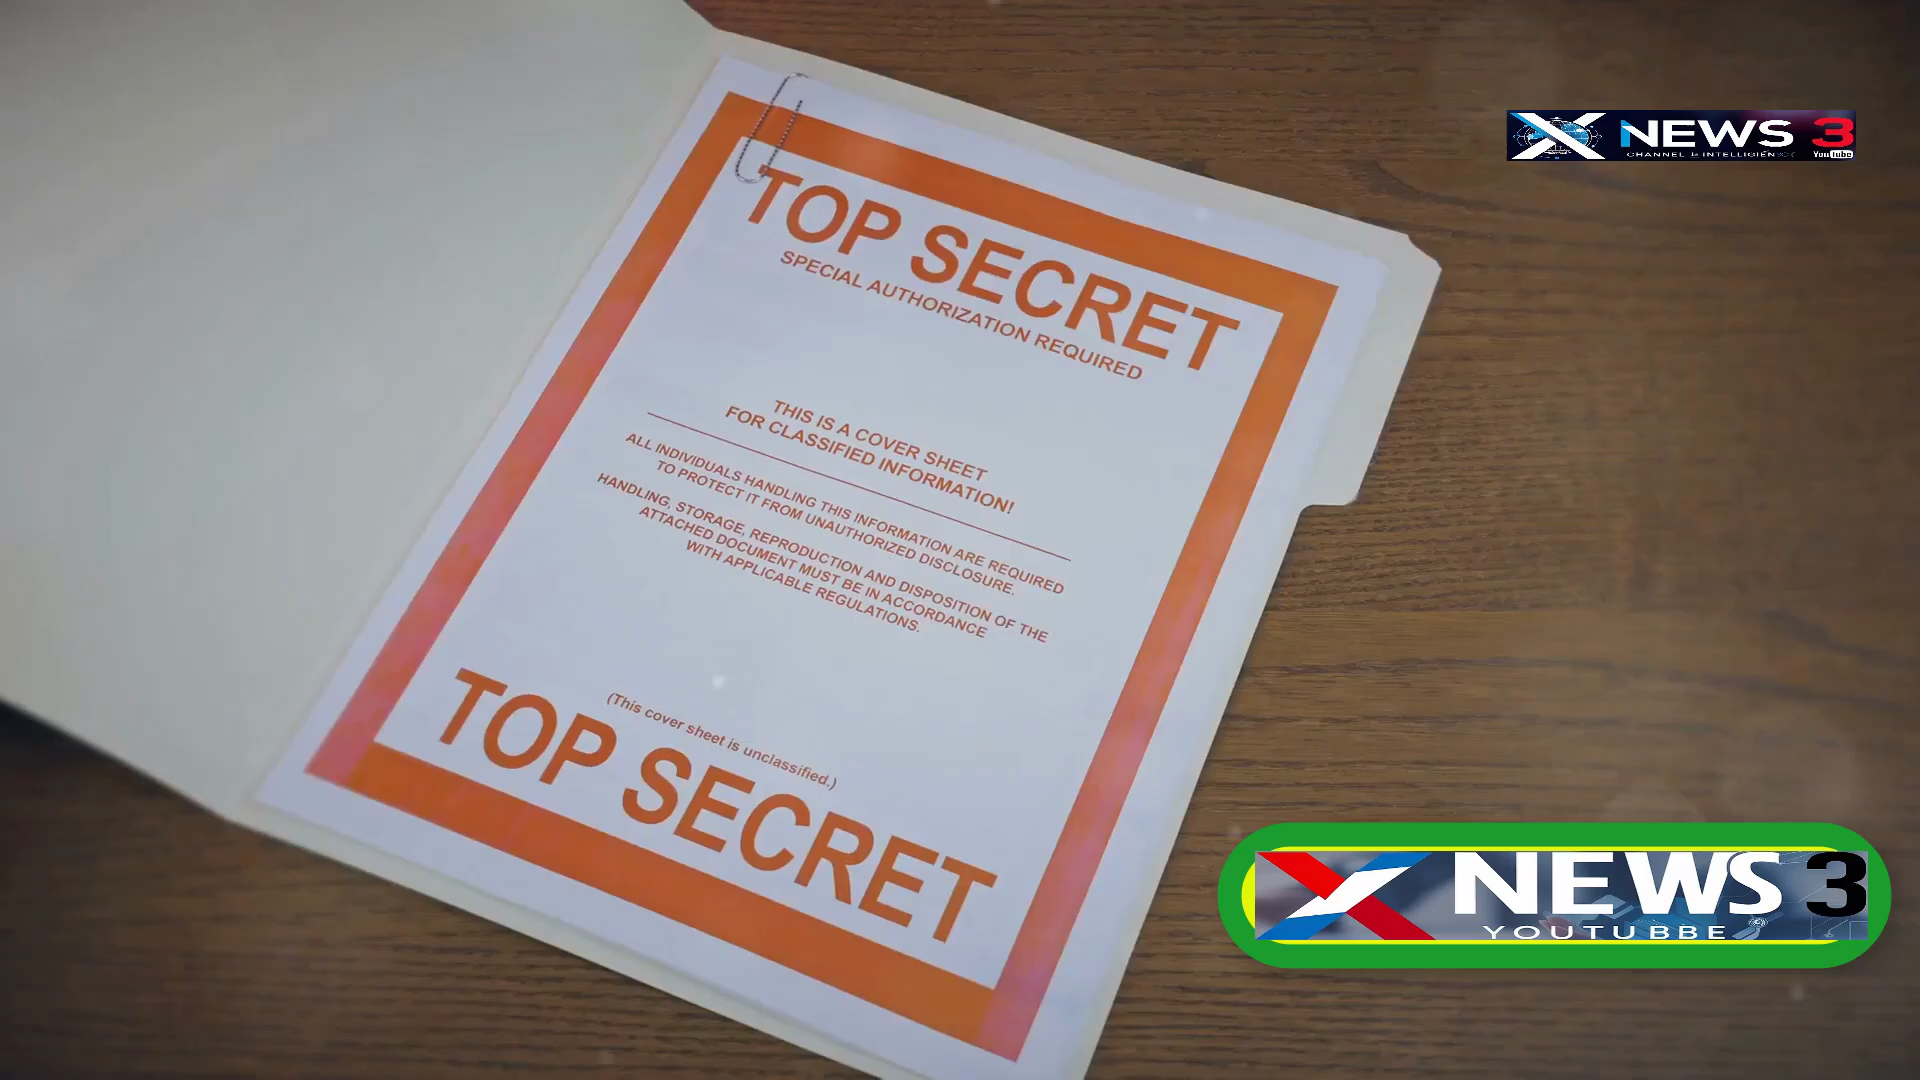 X NEWS 3
YouTube
TOP SECRET
SPECIAL AUTHORIZATION REQUIRED
THIS IS A COVER SHEET
FOR CLASSIFIED INFORMATION!
ALL INDIVIDUALS HANDLING THIS INFORMATION ARE REQUIRED
TO PROTECT IT FROM UNAUTHORIZED DISCLOSURE.
HANDLING, STORAGE, REPRODUCTION AND DISPOSITION OF THE
ATTACHED DOCUMENT MUST BE IN ACCORDANCE
WITH APPLICABLE REGULATIONS.
(This cover sheet is unclassified.)
TOP SECRET
X NEWS 3
YOUTUBBE